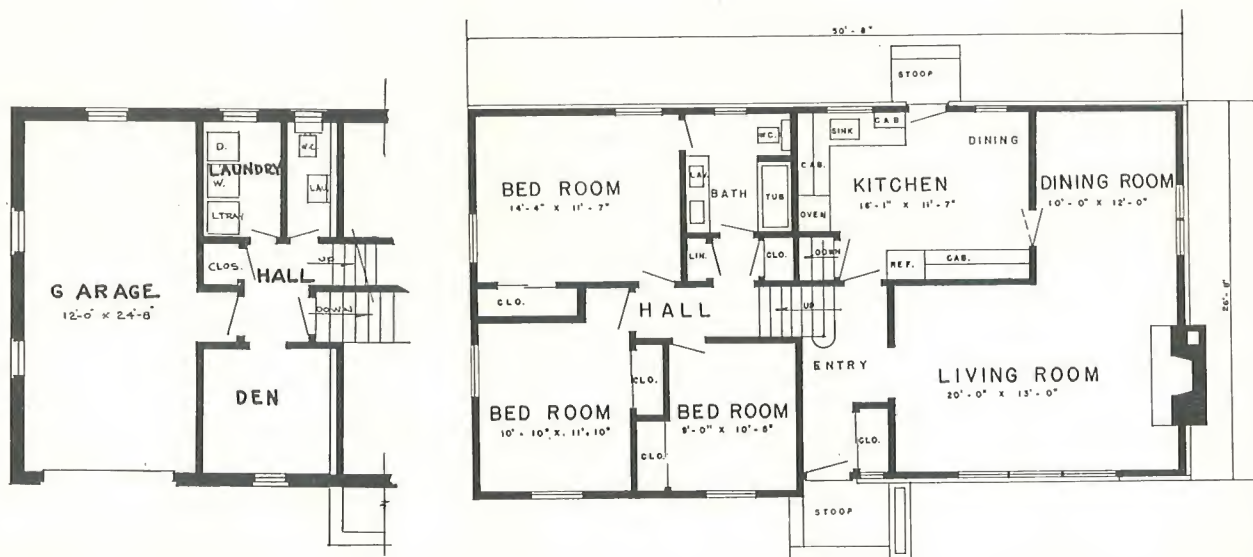 D.
LAUNDRY
W.
L.TRAY
W.C.
LAV.
CLOS.
HALL
UP
DOWN
GARAGE
12'-0" X 24'-8"
DEN
50'-8"
STOOP
BED ROOM
14'-4" X 11'-7"
W.C.
LAV.
BATH
TUB
LIN.
CLO.
CAB.
SINK
CAB
OVEN
DINING
KITCHEN
16'-1" X 11'-7"
DOWN
REF.
CAB.
DINING ROOM
10'-0" X 12'-0"
26'-8"
CLO.
HALL
UP
ENTRY
BED ROOM
10'-10" X 11'-10"
CLO.
CLO.
BED ROOM
9'-0" X 10'-6"
LIVING ROOM
20'-0" X 13'-0"
CLO.
STOOP